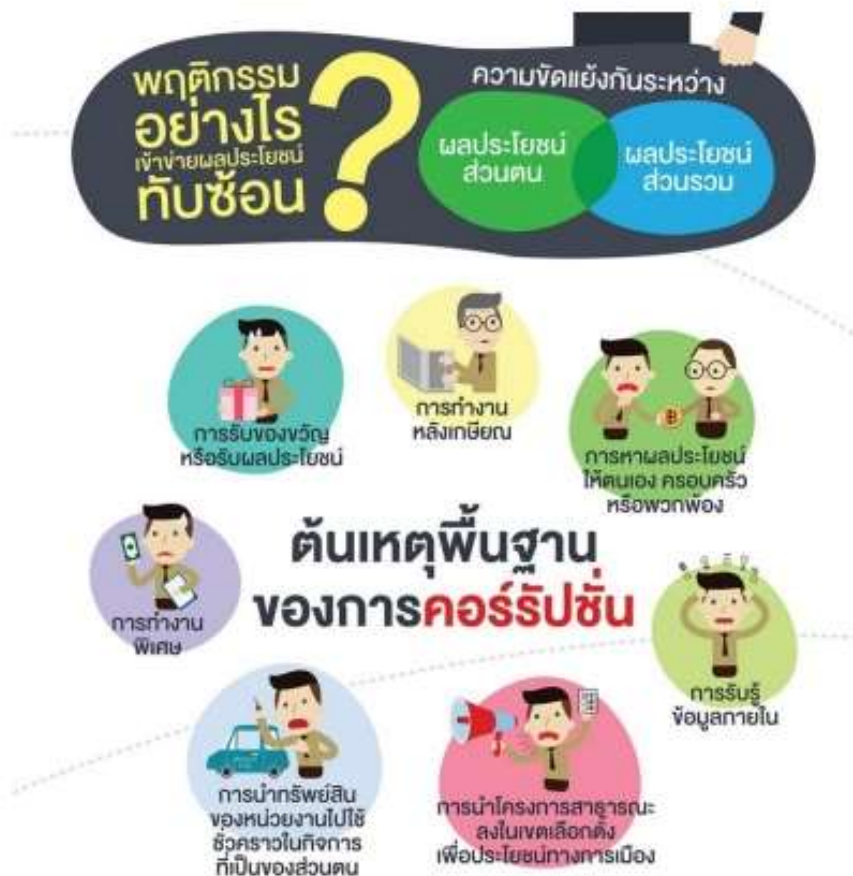 พฤติกรรม
อย่างไร
เข้าข่ายผลประโยชน์
ทับซ้อน
?
ความขัดแย้งกันระหว่าง
ผลประโยชน์
ส่วนตน
ผลประโยชน์
ส่วนรวม
การรับของขวัญ
หรือรับผลประโยชน์
การทำงาน
หลังเกษียณ
การหาผลประโยชน์
ให้ตนเอง ครอบครัว
หรือพวกพ้อง
ต้นเหตุพื้นฐาน
ของการคอร์รัปชั่น
การทำงาน
พิเศษ
การรับรู้
ข้อมูลภายใน
การนำทรัพย์สิน
ของหน่วยงานไปใช้
ชั่วคราวในกิจการ
ที่เป็นของส่วนตน
การนำโครงการสาธารณะ
ลงในเขตเลือกตั้ง
เพื่อประโยชน์ทางการเมือง